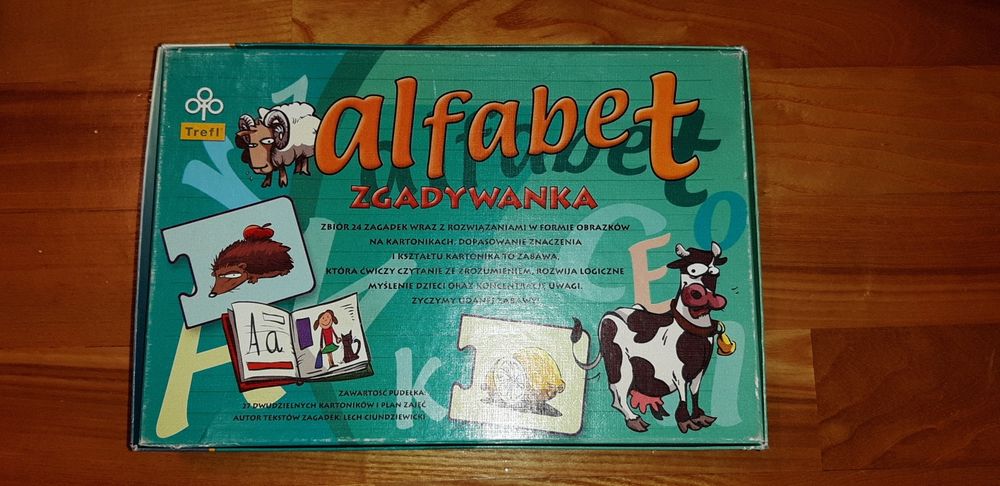 Trefl
alfabet
alfabet
ZGADYWANKA
ZBIÓR 24 ZAGADEK WRAZ Z ROZWIĄZANIAMI W FORMIE OBRAZKÓW
NA KARTONIKACH. DOPASOWANIE ZNACZENIA
I KSZTAŁTU KARTONIKA TO ZABAWA,
KTÓRA ĆWICZY CZYTANIE ZE ZROZUMIENIEM, ROZWIJA LOGICZNE
MYŚLENIE DZIECI ORAZ KONCENTRACJĘ UWAGI.
ŻYCZYMY UDANEJ ZABAWY!
E
O
A a
A
K
ZAWARTOŚĆ PUDEŁKA:
27 DWUDZIELNYCH KARTONIKÓW I PLAN ZAJĘĆ
AUTOR TEKSTÓW ZAGADEK: LECH CIUNDZIEWICKI